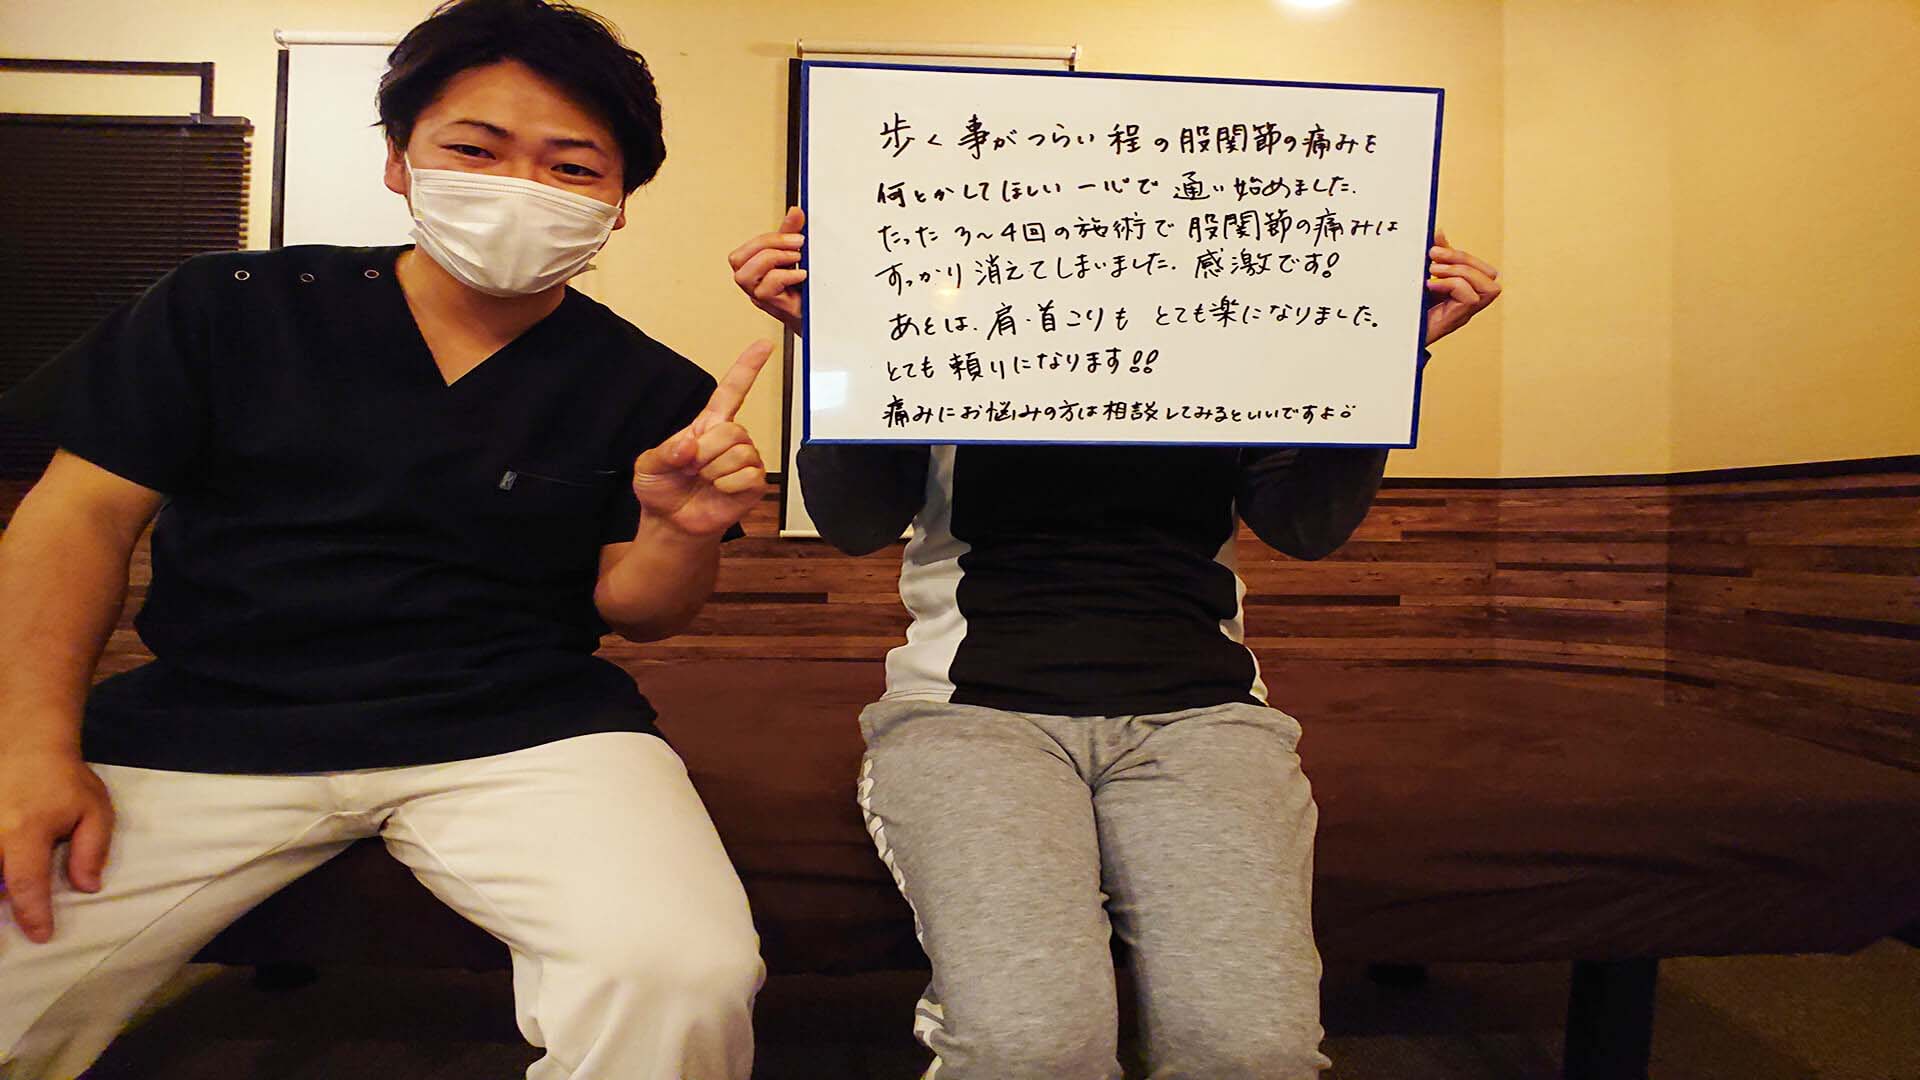 歩く事がつらい程の股関節の痛みを
何とかしてほしい一心で通い始めました.
たった3～4回の施術で股関節の痛みは
すっかり消えてしまいました.感激です!
あとは.肩・首こりもとても楽になりました。
とても頼りになります!!
痛みにお悩みの方は相談してみるといいですよ